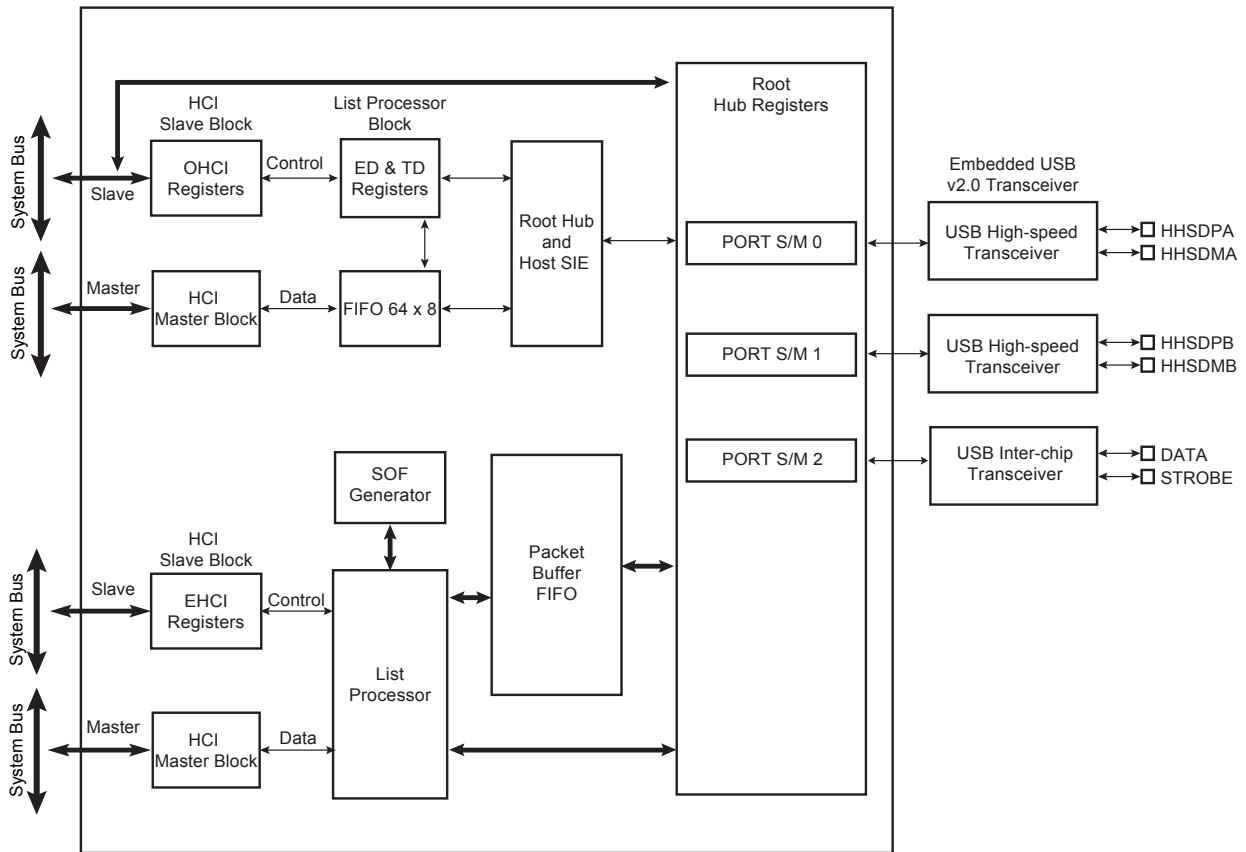 Root
Hub Registers
HCI
Slave Block
List Processor
Block
System Bus
Slave
OHCI
Registers
Control
ED & TD
Registers
Root Hub
and
Host SIE
Embedded USB
v2.0 Transceiver
PORT S/M 0
USB High-speed
Transceiver
HHSDPA
HHSDMA
System Bus
Master
HCI
Master Block
Data
FIFO 64 x 8
PORT S/M 1
USB High-speed
Transceiver
HHSDPB
HHSDMB
PORT S/M 2
USB Inter-chip
Transceiver
DATA
STROBE
SOF
Generator
HCI
Slave Block
System Bus
Slave
EHCI
Registers
Control
Packet
Buffer
FIFO
List
Processor
System Bus
Master
HCI
Master Block
Data